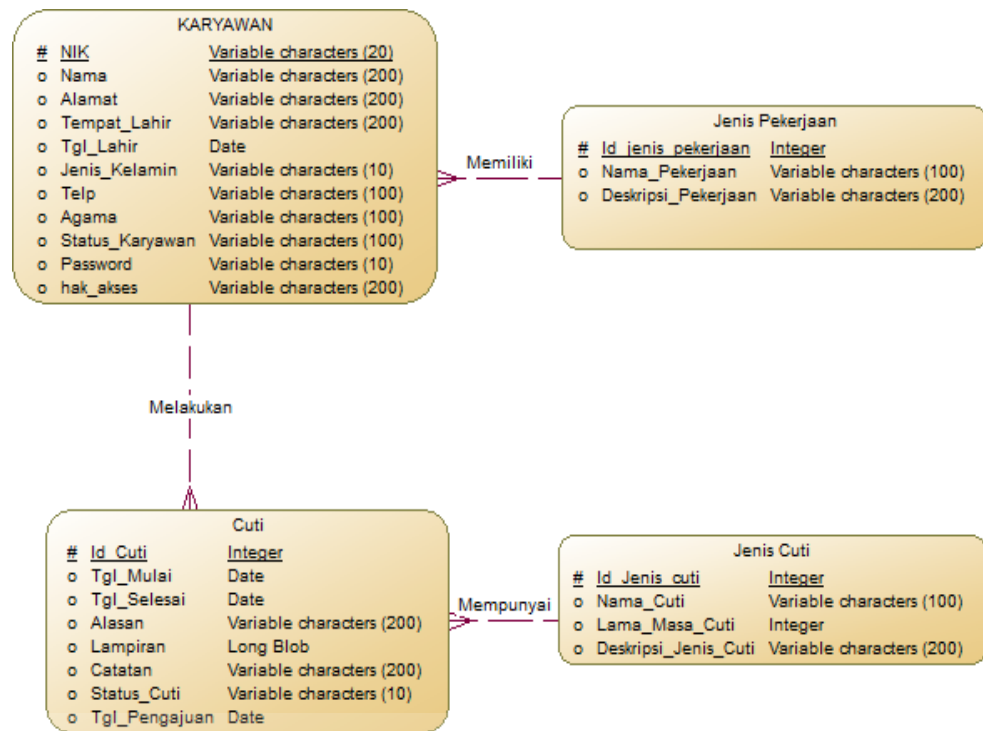 KARYAWAN
# NIK Variable characters (20)
o Nama Variable characters (200)
o Alamat Variable characters (200)
o Tempat_Lahir Variable characters (200)
o Tgl_Lahir Date
o Jenis_Kelamin Variable characters (10)
o Telp Variable characters (100)
o Agama Variable characters (100)
o Status_Karyawan Variable characters (100)
o Password Variable characters (10)
o hak_akses Variable characters (200)
Memiliki
Jenis Pekerjaan
# Id_jenis_pekerjaan Integer
o Nama_Pekerjaan Variable characters (100)
o Deskripsi_Pekerjaan Variable characters (200)
Melakukan
Cuti
# Id_Cuti Integer
o Tgl_Mulai Date
o Tgl_Selesai Date
o Alasan Variable characters (200)
o Lampiran Long Blob
o Catatan Variable characters (200)
o Status_Cuti Variable characters (10)
o Tgl_Pengajuan Date
Mempunyai
Jenis Cuti
# Id_Jenis_cuti Integer
o Nama_Cuti Variable characters (100)
o Lama_Masa_Cuti Integer
o Deskripsi_Jenis_Cuti Variable characters (200)